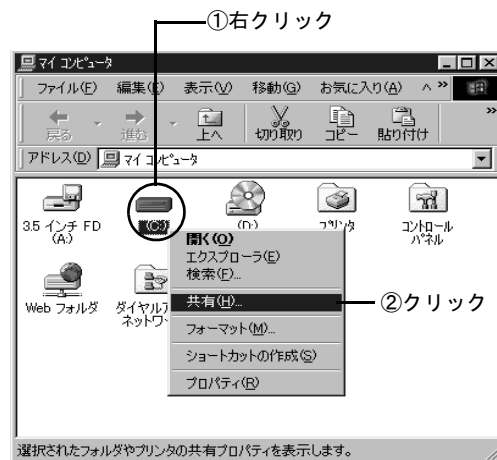 ①右クリック
マイ コンピュータ
ファイル(F) 編集(E) 表示(V) 移動(G) お気に入り(A) ヘ »
戻る 進む 上へ 切り取り コピー 貼り付け »
アドレス(D) マイ コンピュータ
3.5 インチ FD (A:)
(C:)
(D:)
プリンタ
コントロール パネル
Web フォルダ
ダイヤルア
ネットワー
開く(O)
エクスプローラ(E)
検索(F)...
共有(H)...
②クリック
フォーマット(M)...
ショートカットの作成(S)
プロパティ(R)
選択されたフォルダやプリンタの共有プロパティを表示します。